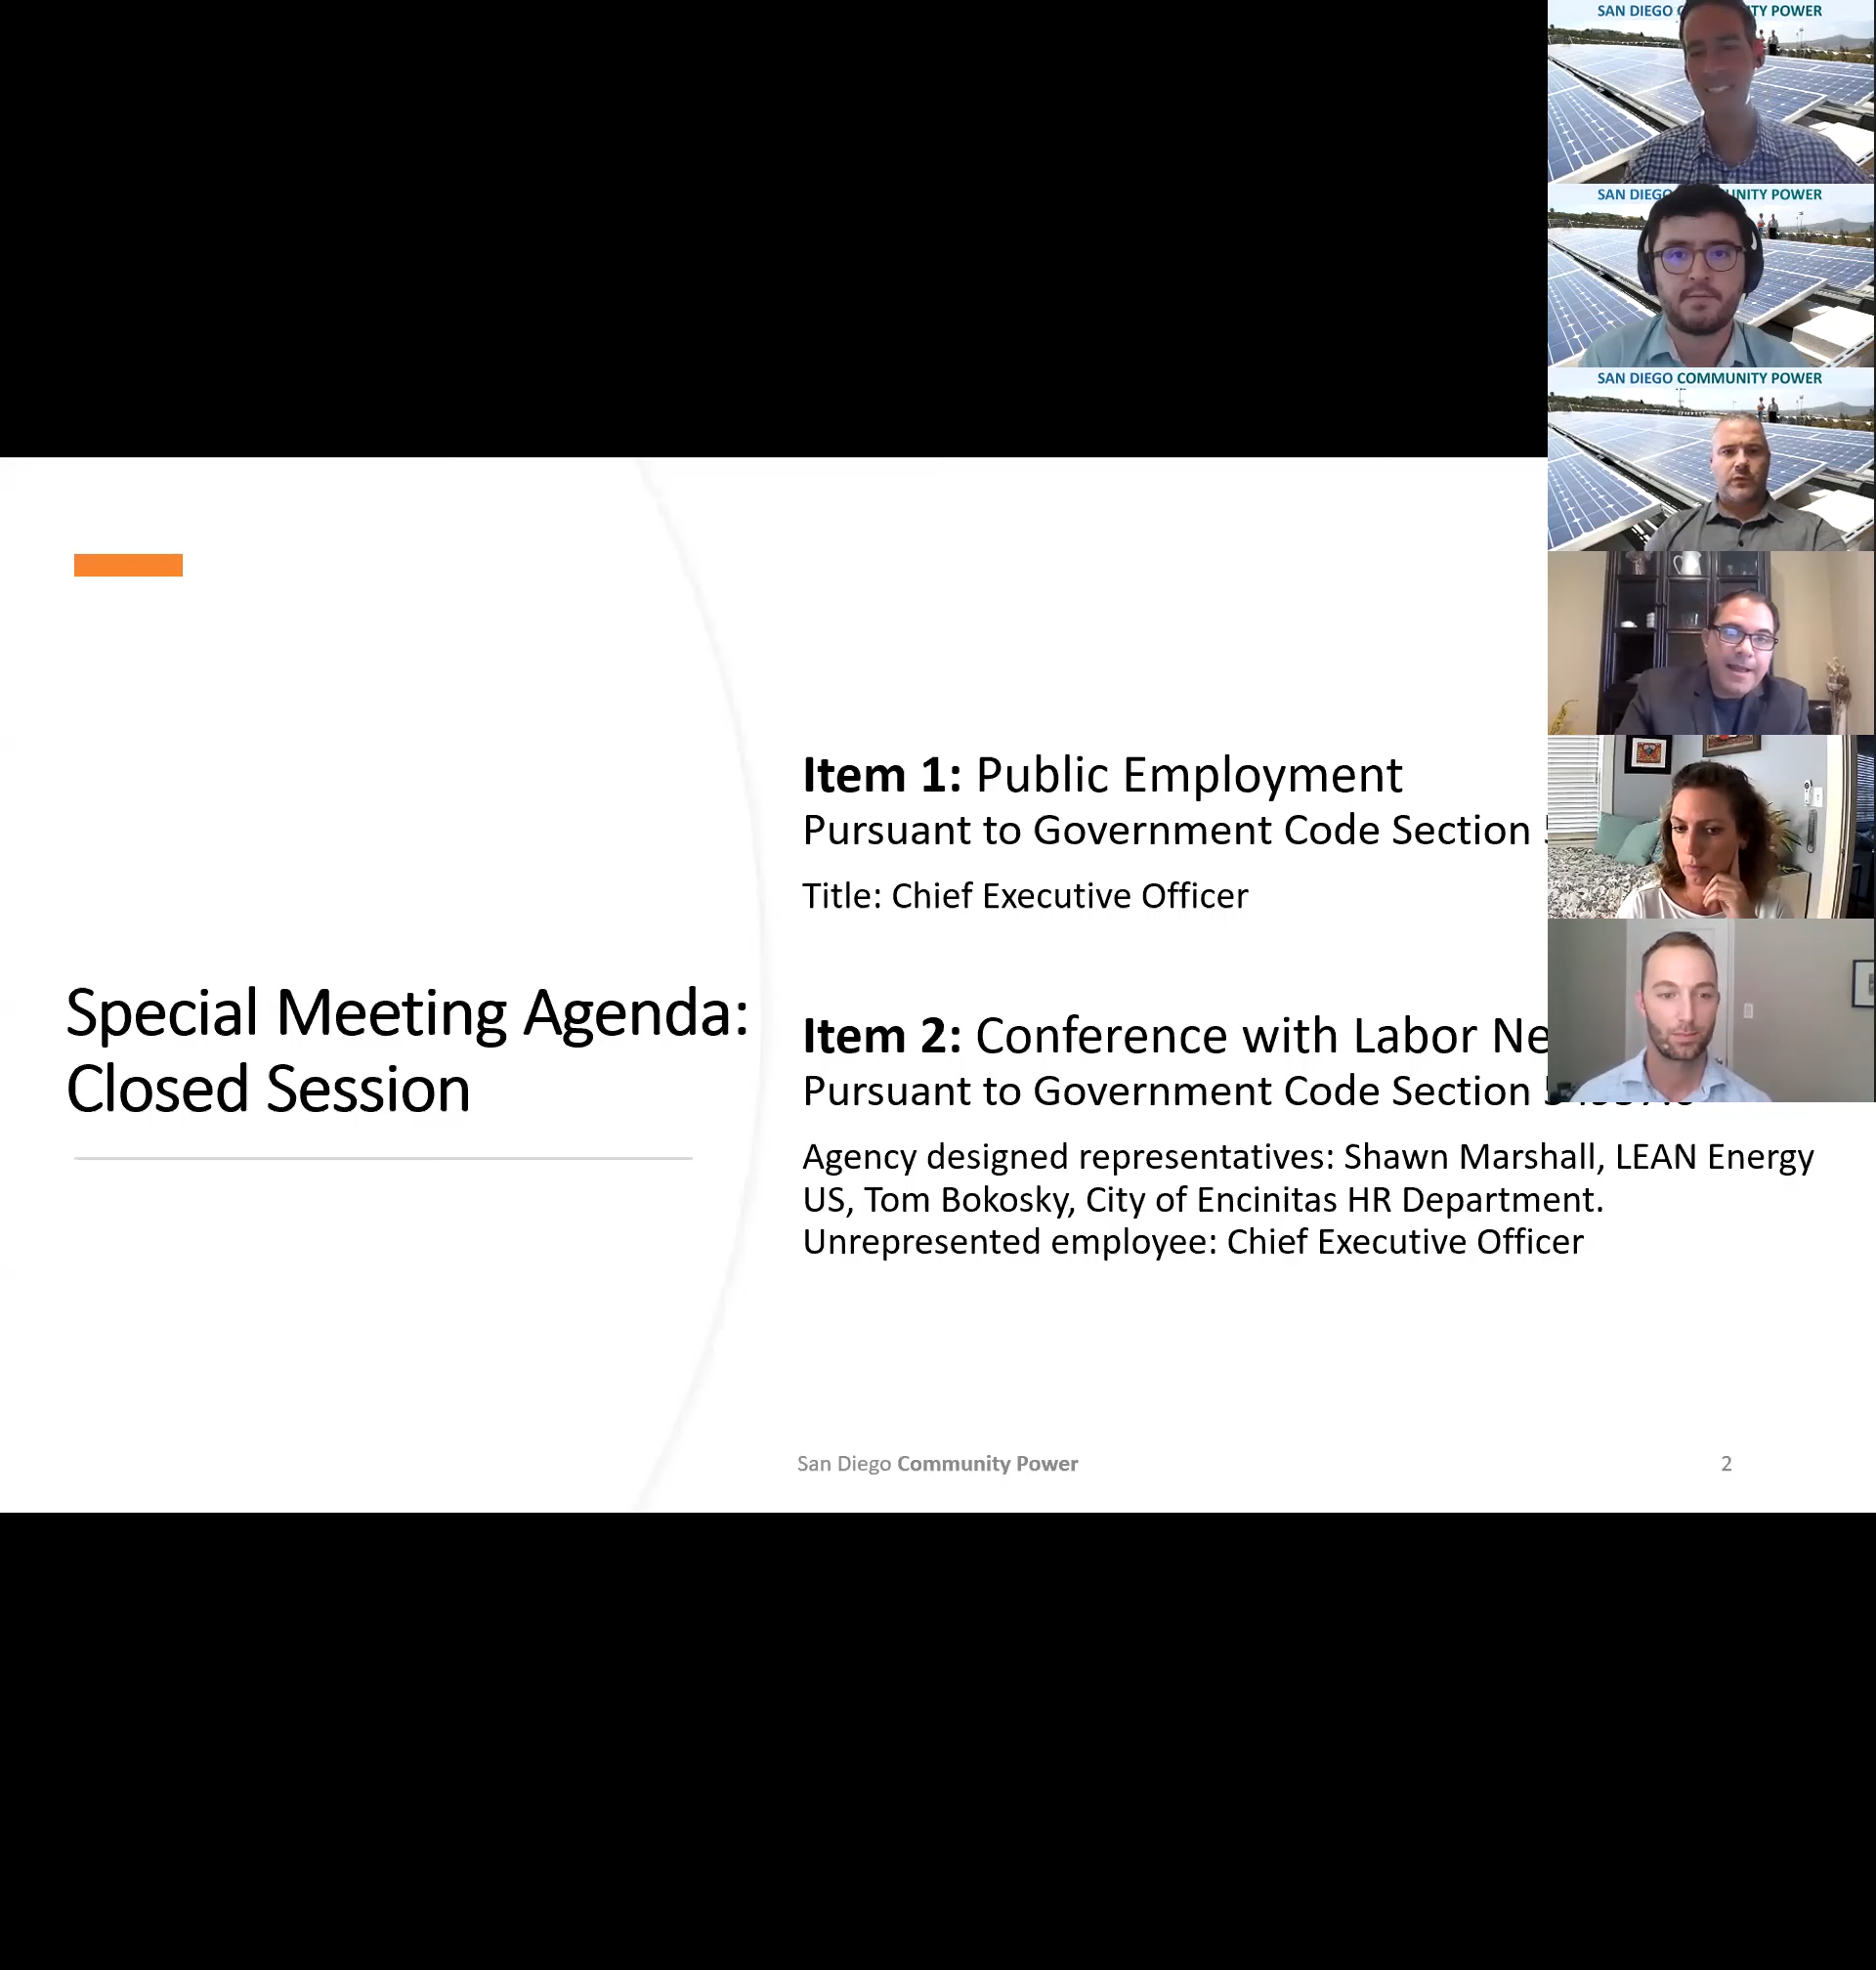 SAN DIEGO TY POWER
SAN DIEGO UNITY POWER
SAN DIEGO COMMUNITY POWER
Special Meeting Agenda:
Closed Session
Item 1: Public Employment
Pursuant to Government Code Section
Title: Chief Executive Officer
Item 2: Conference with Labor Ne
Pursuant to Government Code Section
Agency designed representatives: Shawn Marshall, LEAN Energy
US, Tom Bokosky, City of Encinitas HR Department.
Unrepresented employee: Chief Executive Officer
San Diego Community Power
2